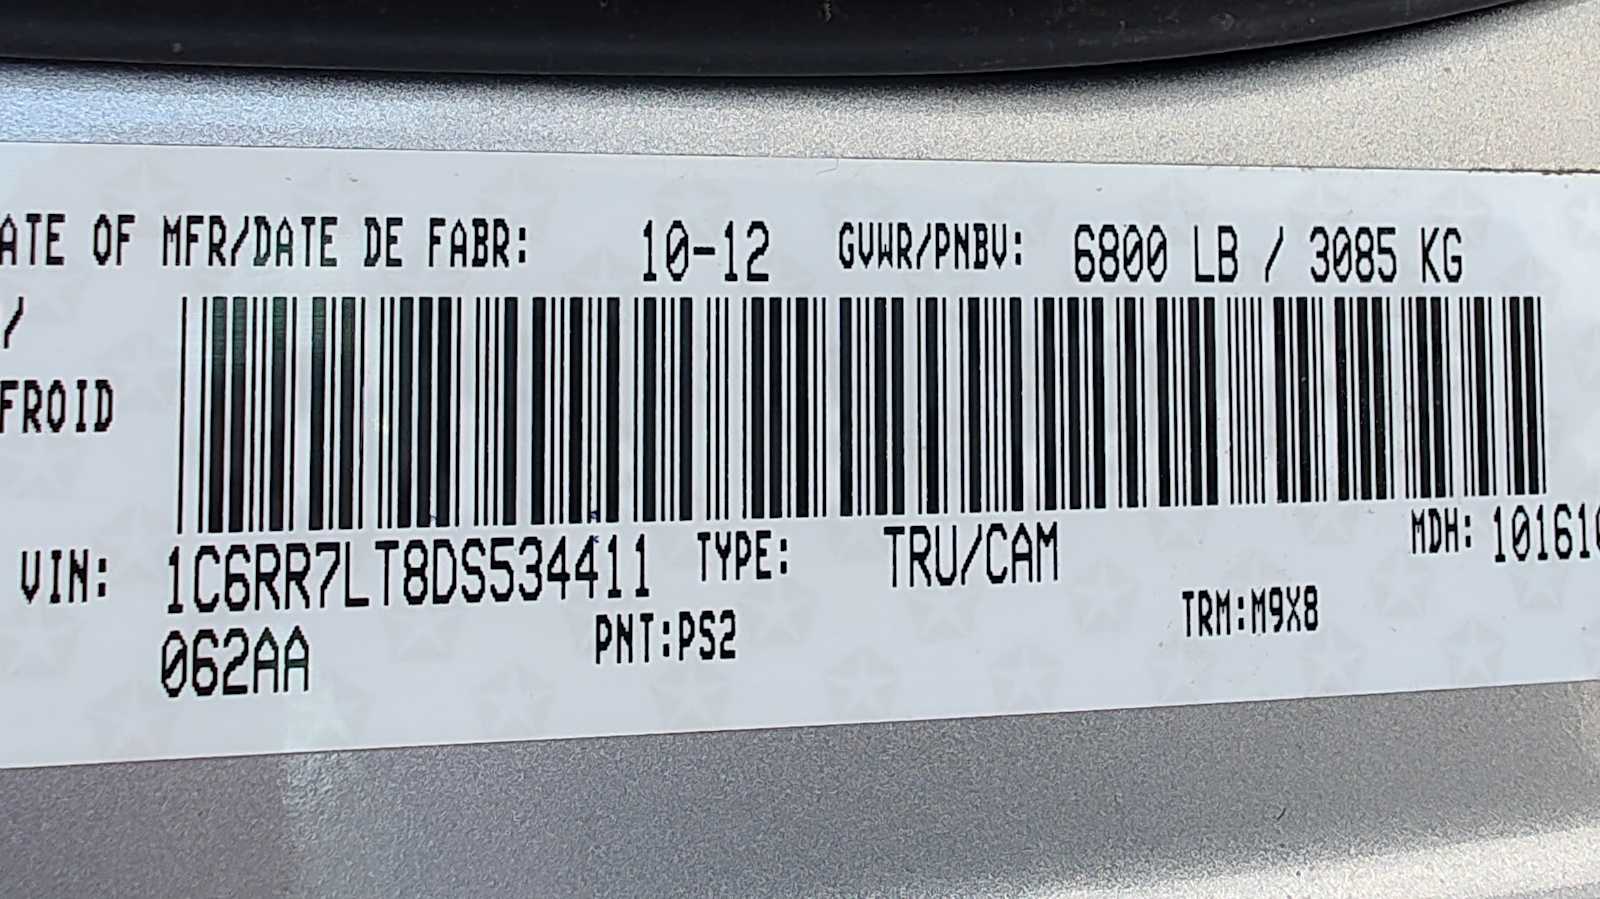 ATE OF MFR/DATE DE FABR: 10-12 GVWR/PNBV: 6800 LB / 3085 KG
/
FROID
VIN: 1C6RR7LT8DS534411 TYPE: TRU/CAM MDH: 101610
062AA PNT:PS2 TRM:M9X8